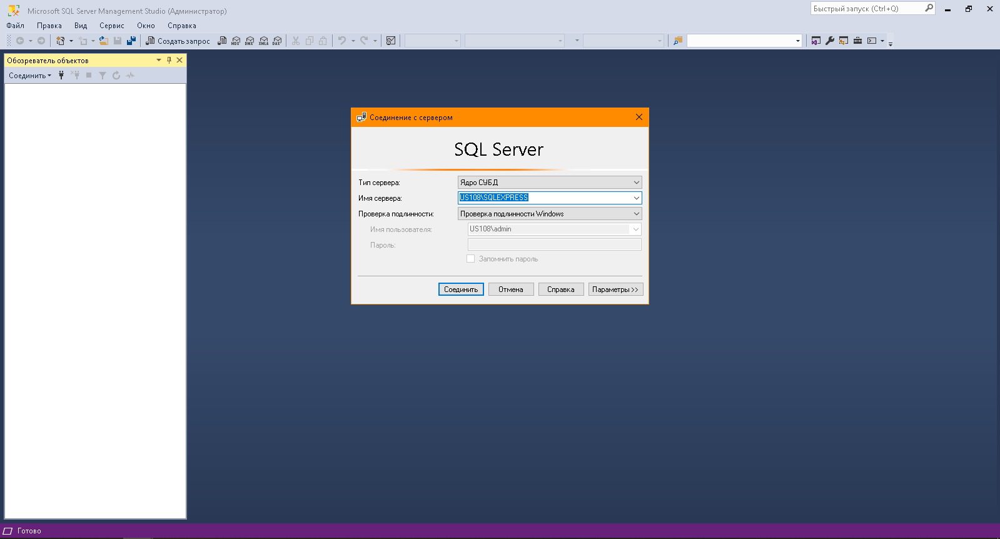 Microsoft SQL Server Management Studio (Администратор)
Быстрый запуск (Ctrl+Q)
Файл Правка Вид Сервис Окно Справка
Создать запрос MDX DMX XMLA DAX
Обозреватель объектов
Соединить
Соединение с сервером
SQL Server
Тип сервера: Ядро СУБД
Имя сервера: US108\SQLEXPRESS
Проверка подлинности: Проверка подлинности Windows
Имя пользователя: US108\admin
Пароль:
Запомнить пароль
Соединить Отмена Справка Параметры >>
Готово